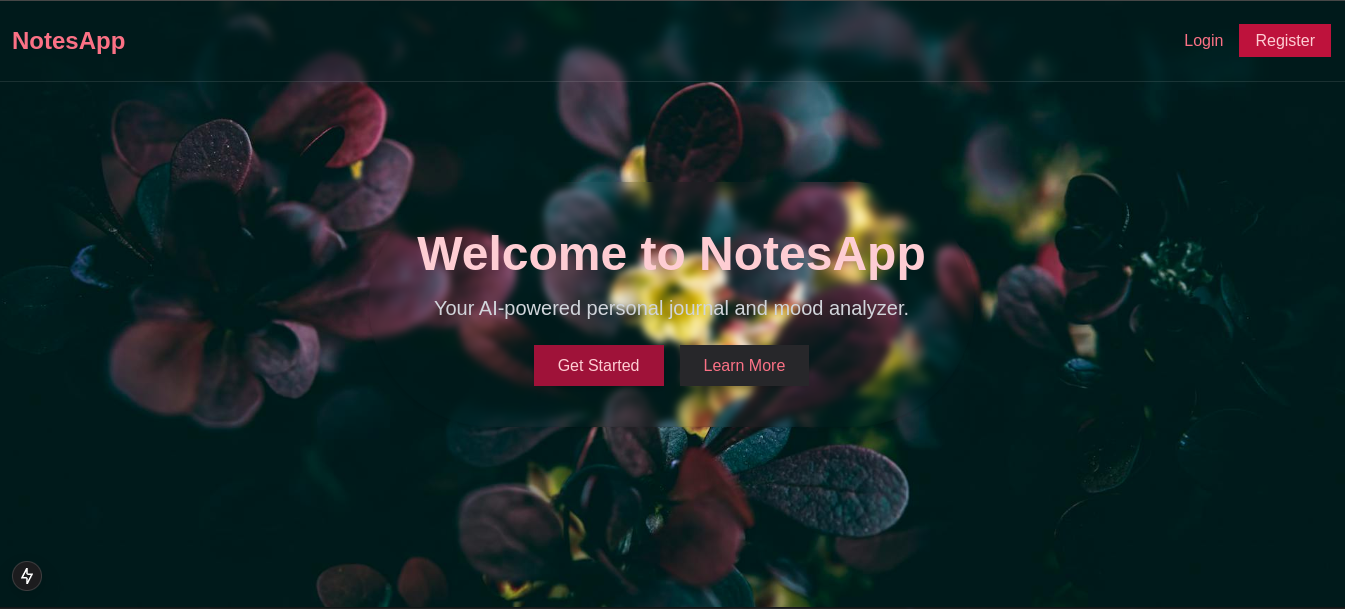 NotesApp
Login
Register
Welcome to NotesApp
Your AI-powered personal journal and mood analyzer.
Get Started
Learn More